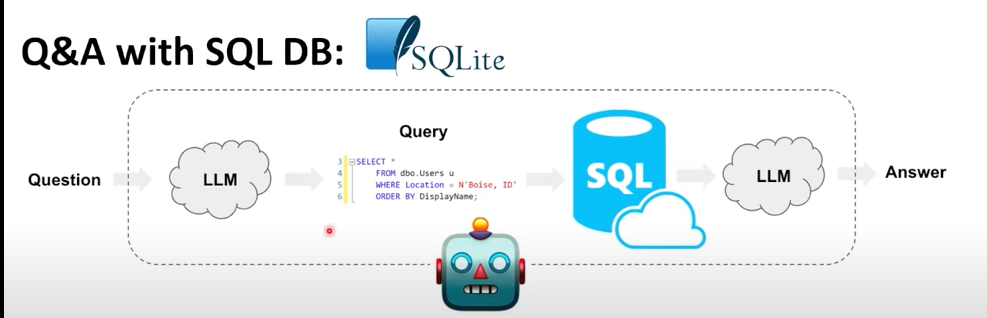 Q&A with SQL DB: SQLite
Query
Question
LLM
3 SELECT *
4 FROM dbo.Users u
5 WHERE Location = N'Boise, ID'
6 ORDER BY DisplayName;
SQL
LLM
Answer